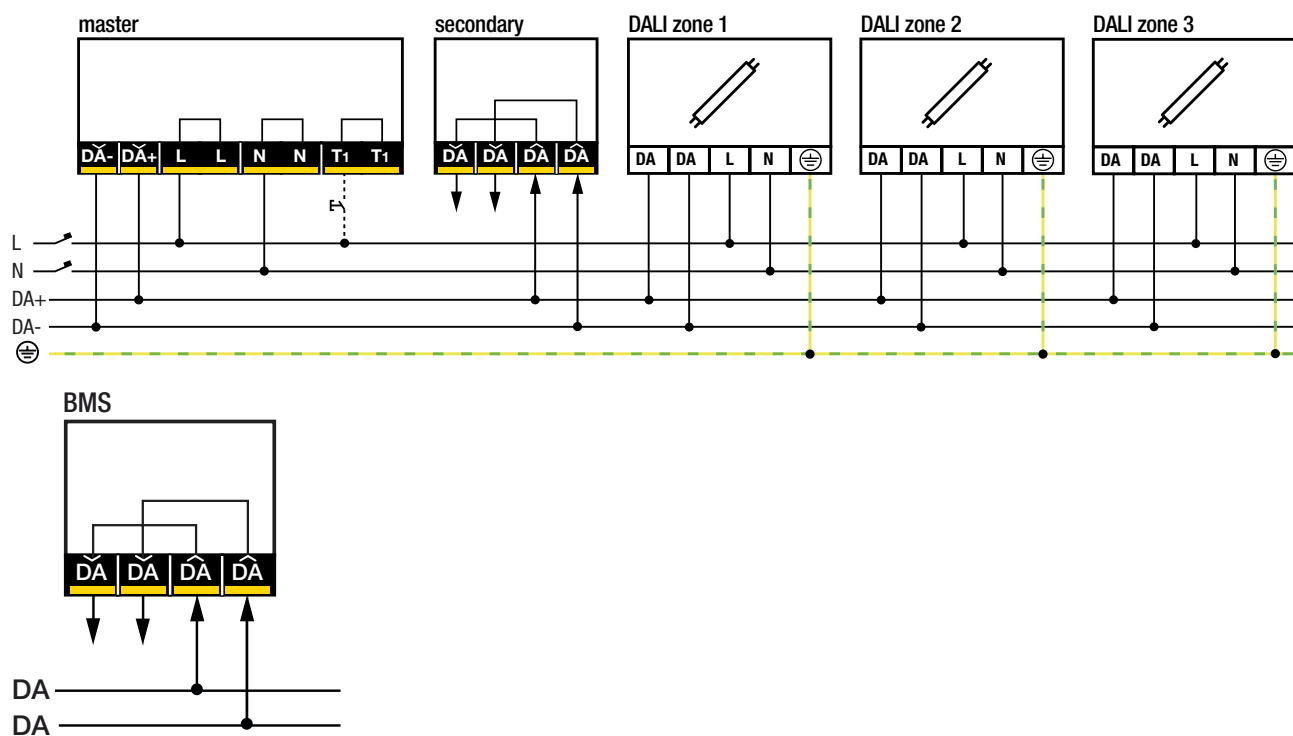 master secondary DALI zone 1 DALI zone 2 DALI zone 3
DA- DA+ L L N N T1 T1 DA DA DA DA DA DA L N DA DA L N DA DA L N
L
N
DA+
DA-
BMS
DA DA DA DA
DA
DA